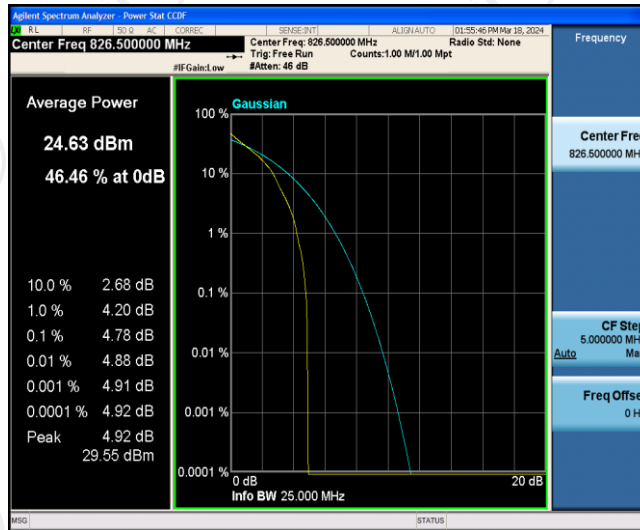 Agilent Spectrum Analyzer - Power Stat CCDF
RL RF 50 Ω AC CORREC SENSE:INT ALIGNAUTO 01:55:46 PM Mar 18, 2024
Center Freq 826.500000 MHz
Center Freq: 826.500000 MHz Radio Std: None
Trig: Free Run Counts:1.00 M/1.00 Mpt
#IFGain:Low #Atten: 46 dB
Frequency
Average Power
24.63 dBm
46.46 % at 0dB
10.0 % 2.68 dB
1.0 % 4.20 dB
0.1 % 4.78 dB
0.01 % 4.88 dB
0.001 % 4.91 dB
0.0001 % 4.92 dB
Peak 4.92 dB
29.55 dBm
Gaussian
100 %
10 %
1 %
0.1 %
0.01 %
0.001 %
0.0001 %
0 dB 20 dB
Info BW 25.000 MHz
Center Fre
826.500000 MH
CF Step
5.000000 MH
Auto Ma
Freq Offse
0 H
MSG STATUS